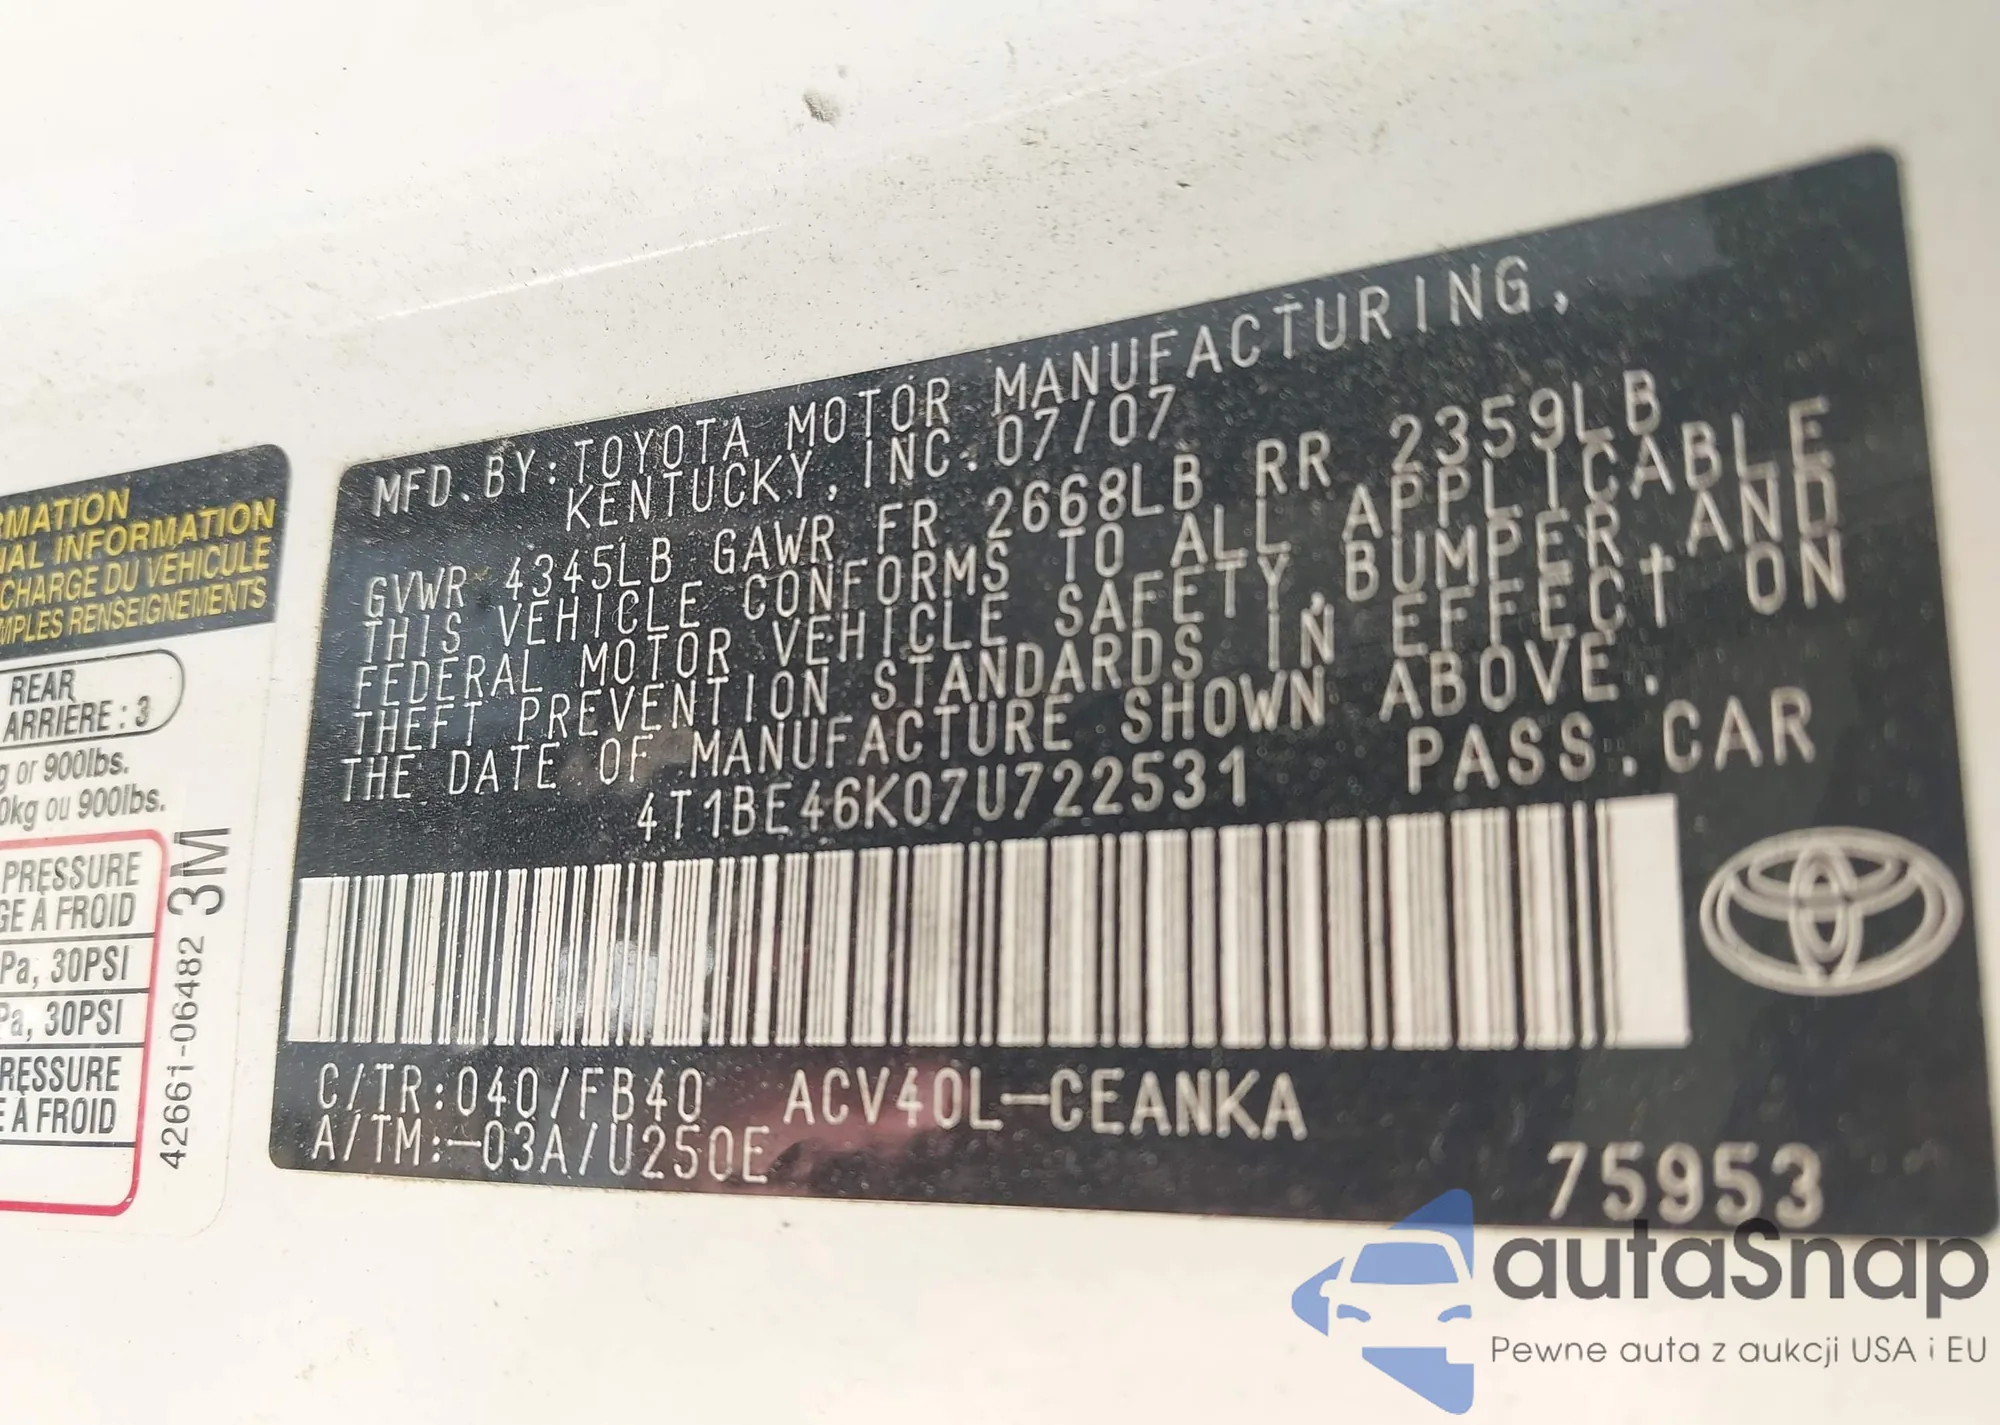 RMATION
NAL INFORMATION
CHARGE DU VÉHICULE
MPLES RENSEIGNEMENTS
REAR
ARRIÈRE : 3
g or 900lbs.
0kg ou 900lbs.
PRESSURE
GE À FROID
Pa, 30PSI
Pa, 30PSI
RESSURE
E À FROID
42661-06482 3M
MFD. BY: TOYOTA MOTOR MANUFACTURING,
KENTUCKY, INC. 07/07
GVWR 4345LB GAWR FR 2668LB RR 2359LB
THIS VEHICLE CONFORMS TO ALL APPLICABLE
FEDERAL MOTOR VEHICLE SAFETY, BUMPER, AND
THEFT PREVENTION STANDARDS IN EFFECT ON
THE DATE OF MANUFACTURE SHOWN ABOVE.
4T1BE46K07U722531 PASS. CAR
C/TR:040/FB40 ACV40L-CEANKA
A/TM:-03A/U250E
75953
autaSnap
Pewne auta z aukcji USA i EU